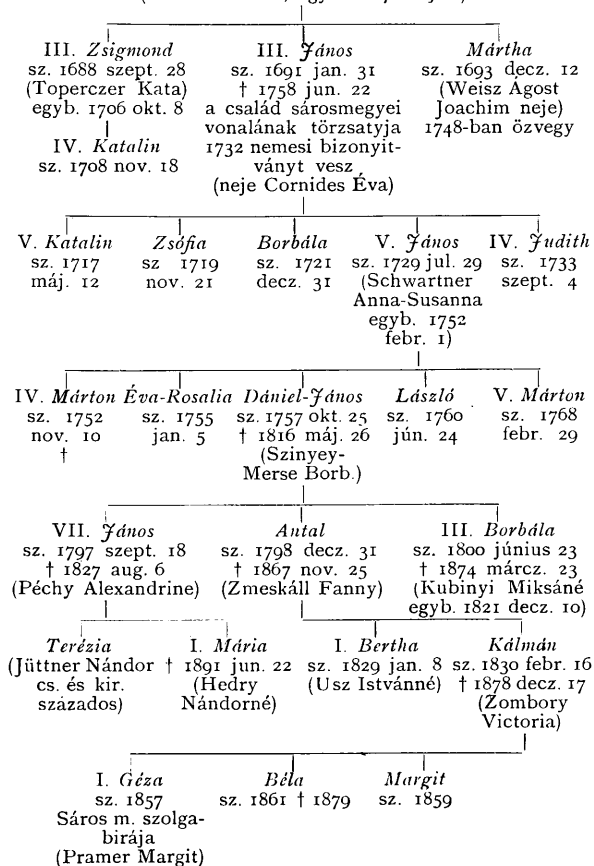 III. Zsigmond
sz. 1688 szept. 28
(Toperczer Kata)
egyb. 1706 okt. 8
IV. Katalin
sz. 1708 nov. 18
III. János
sz. 1691 jan. 31
† 1758 jun. 22
a család sárosmegyei
vonalának törzsatyja
1732 nemesi bizonyit-
ványt vesz
(neje Cornides Éva)
Mártha
sz. 1693 decz. 12
(Weisz Ágost
Joachim neje)
1748-ban özvegy
V. Katalin
sz. 1717
máj. 12
Zsófia
sz 1719
nov. 21
Borbála
sz. 1721
decz. 31
V. János
sz. 1729 jul. 29
(Schwartner
Anna-Susanna
egyb. 1752
febr. 1)
IV. Judith
sz. 1733
szept. 4
IV. Márton
sz. 1752
nov. 10
†
Éva-Rosalia
sz. 1755
jan. 5
Dániel-János
sz. 1757 okt. 25
† 1816 máj. 26
(Szinyey-
Merse Borb.)
László
sz. 1760
jún. 24
V. Márton
sz. 1768
febr. 29
VII. János
sz. 1797 szept. 18
† 1827 aug. 6
(Péchy Alexandrine)
Antal
sz. 1798 decz. 31
† 1867 nov. 25
(Zmeskáll Fanny)
III. Borbála
sz. 1800 június 23
† 1874 márcz. 23
(Kubinyi Miksáné
egyb. 1821 decz. 10)
Terézia
(Jüttner Nándor
cs. és kir.
százados)
I. Mária
† 1891 jun. 22
(Hedry
Nándorné)
I. Bertha
sz. 1829 jan. 8
(Usz Istvánné)
Kálmán
sz. 1830 febr. 16
† 1878 decz. 17
(Zombory
Victoria)
I. Géza
sz. 1857
Sáros m. szolga-
birája
(Pramer Margit)
Béla
sz. 1861 † 1879
Margit
sz. 1859